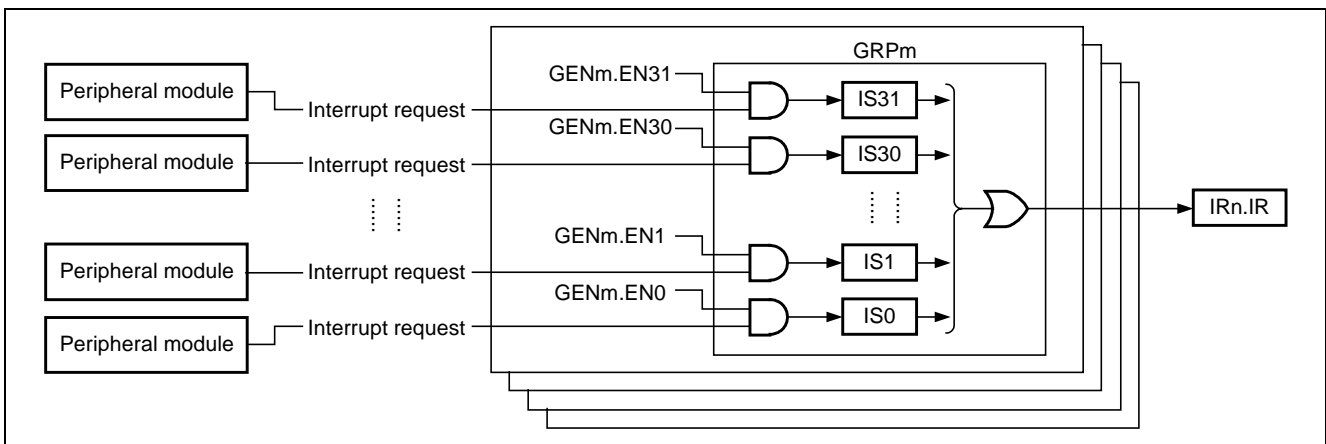 GRPm
GENm.EN31
Peripheral module
Interrupt request
IS31
GENm.EN30
Peripheral module
Interrupt request
IS30
IRn.IR
GENm.EN1
Peripheral module
Interrupt request
IS1
GENm.EN0
Peripheral module
Interrupt request
IS0